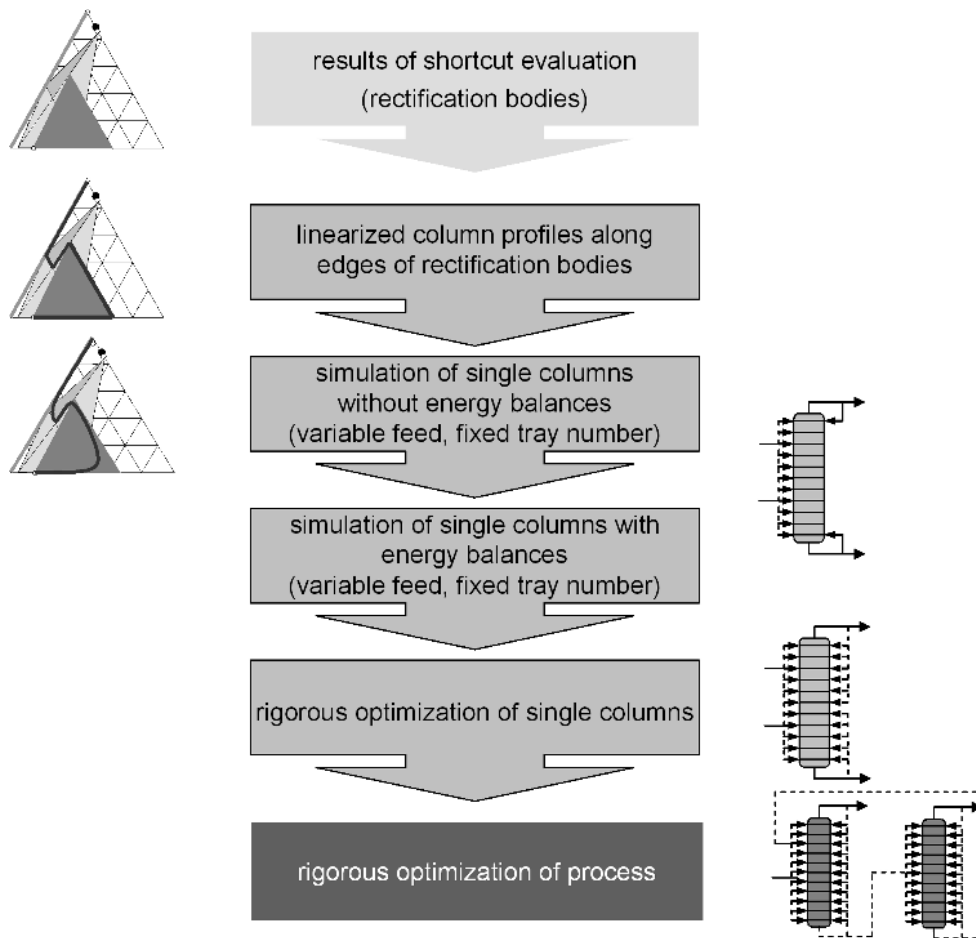 results of shortcut evaluation
(rectification bodies)
linearized column profiles along
edges of rectification bodies
simulation of single columns
without energy balances
(variable feed, fixed tray number)
simulation of single columns with
energy balances
(variable feed, fixed tray number)
rigorous optimization of single columns
rigorous optimization of process